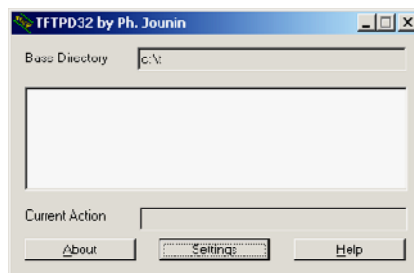 TFTPD32 by Ph. Jounin
Base Directory
c:\t
Current Action
About Settings Help